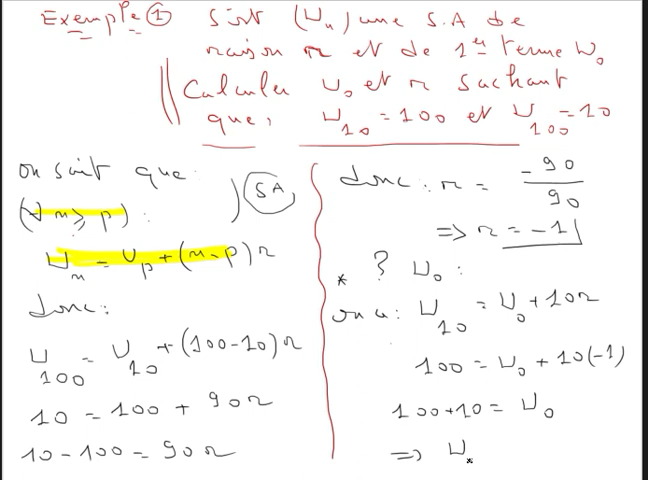 Exemple ① Soit (Un) une S.A de
raison r et de 1er terme U0
Calculer U0 et r sachant
que, U10 = 100 et U100 = 10
on sait que:
(∀ n ≥ p): SA
Un = Up + (n-p)r
donc:
U100 = U10 + (100-10)r
10 = 100 + 90r
10 - 100 = 90r
donc: r = -90/90
=> r = -1
* ? U0:
on a: U10 = U0 + 10r
100 = U0 + 10(-1)
100+10 = U0
=> U